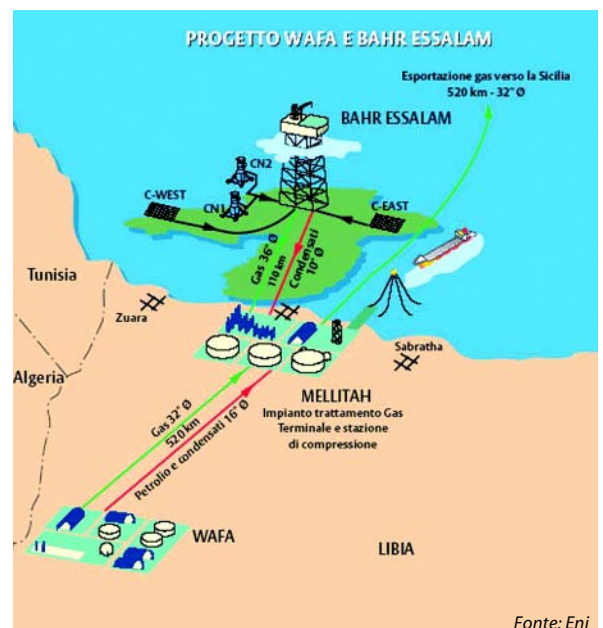 PROGETTO WAFA E BAHR ESSALAM
Esportazione gas verso la Sicilia
520 km - 32" Ø
BAHR ESSALAM
CN2
C-WEST
CN1
C-EAST
Gas 36" Ø
110 km
Condensati
10" Ø
Tunisia
Zuara
Sabratha
Algeria
MELLITAH
Impianto trattamento Gas
Terminale e stazione
di compressione
Gas 32" Ø
520 km
Petrolio e condensati 16" Ø
WAFA
LIBIA
Fonte: Eni